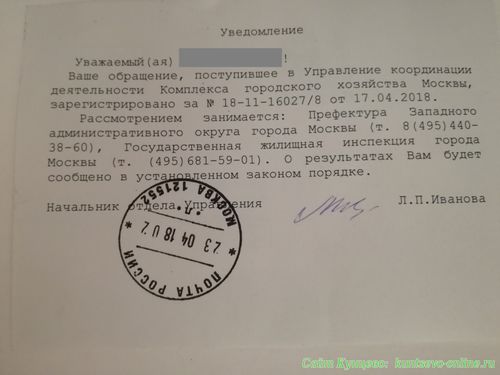 Уведомление
Уважаемый(ая) !
Ваше обращение, поступившее в Управление координации
деятельности Комплекса городского хозяйства Москвы,
зарегистрировано за № 18-11-16027/8 от 17.04.2018.
Рассмотрением занимается: Префектура Западного
административного округа города Москвы (т. 8(495)440-
38-60), Государственная жилищная инспекция города
Москвы (т. (495)681-59-01). О результатах Вам будет
сообщено в установленном законом порядке.
Начальник отдела Управления
Л.П.Иванова
МОСКВА 121552
.п.
23 04 18
ПОЧТА РОССИИ
Сайт Кунцево: kuntsevo-online.ru